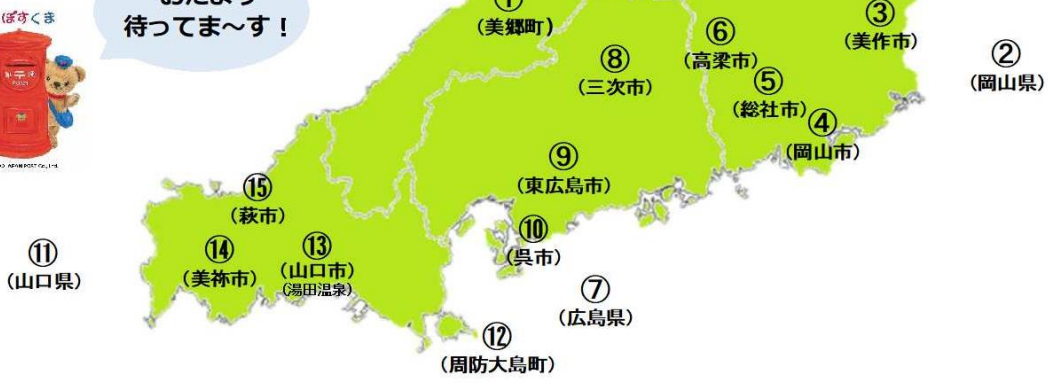 ぽすくま
待ってま～す！
①
(美郷町)
③
(美作市)
②
(岡山県)
⑥
(高梁市)
⑧
(三次市)
⑤
(総社市)
④
(岡山市)
⑨
(東広島市)
⑮
(萩市)
⑩
(呉市)
⑪
(山口県)
⑭
(美祢市)
⑬
(山口市)
(湯田温泉)
⑦
(広島県)
⑫
(周防大島町)